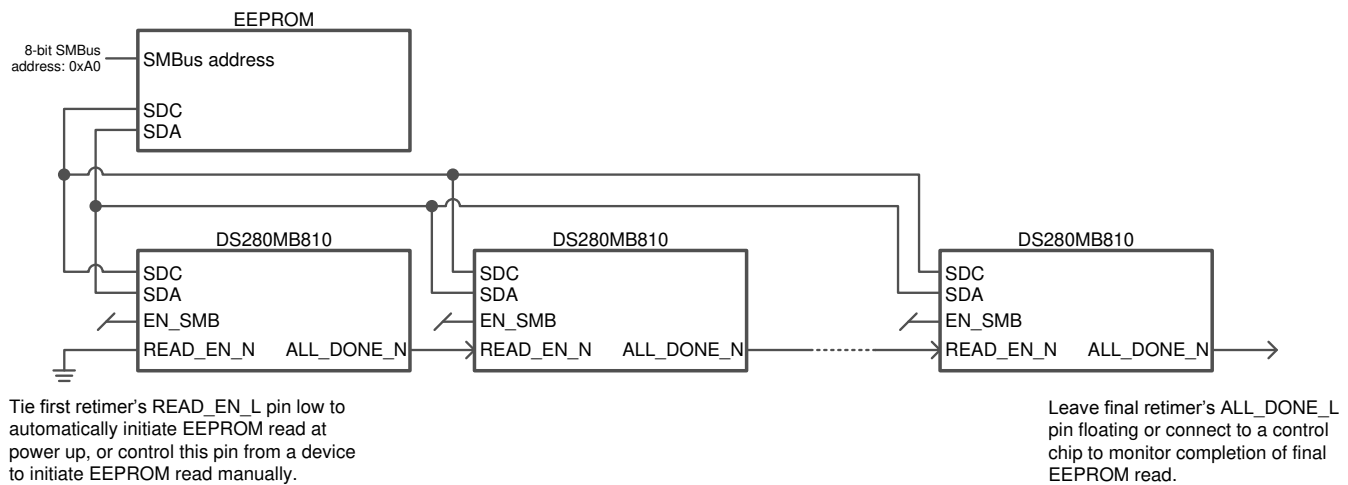 EEPROM
8-bit SMBus
address: 0xA0
SMBus address
SDC
SDA
DS280MB810
SDC
SDA
EN_SMB
READ_EN_N ALL_DONE_N
DS280MB810
SDC
SDA
EN_SMB
READ_EN_N ALL_DONE_N
DS280MB810
SDC
SDA
EN_SMB
READ_EN_N ALL_DONE_N
Tie first retimer's READ_EN_L pin low to
automatically initiate EEPROM read at
power up, or control this pin from a device
to initiate EEPROM read manually.
Leave final retimer's ALL_DONE_L
pin floating or connect to a control
chip to monitor completion of final
EEPROM read.